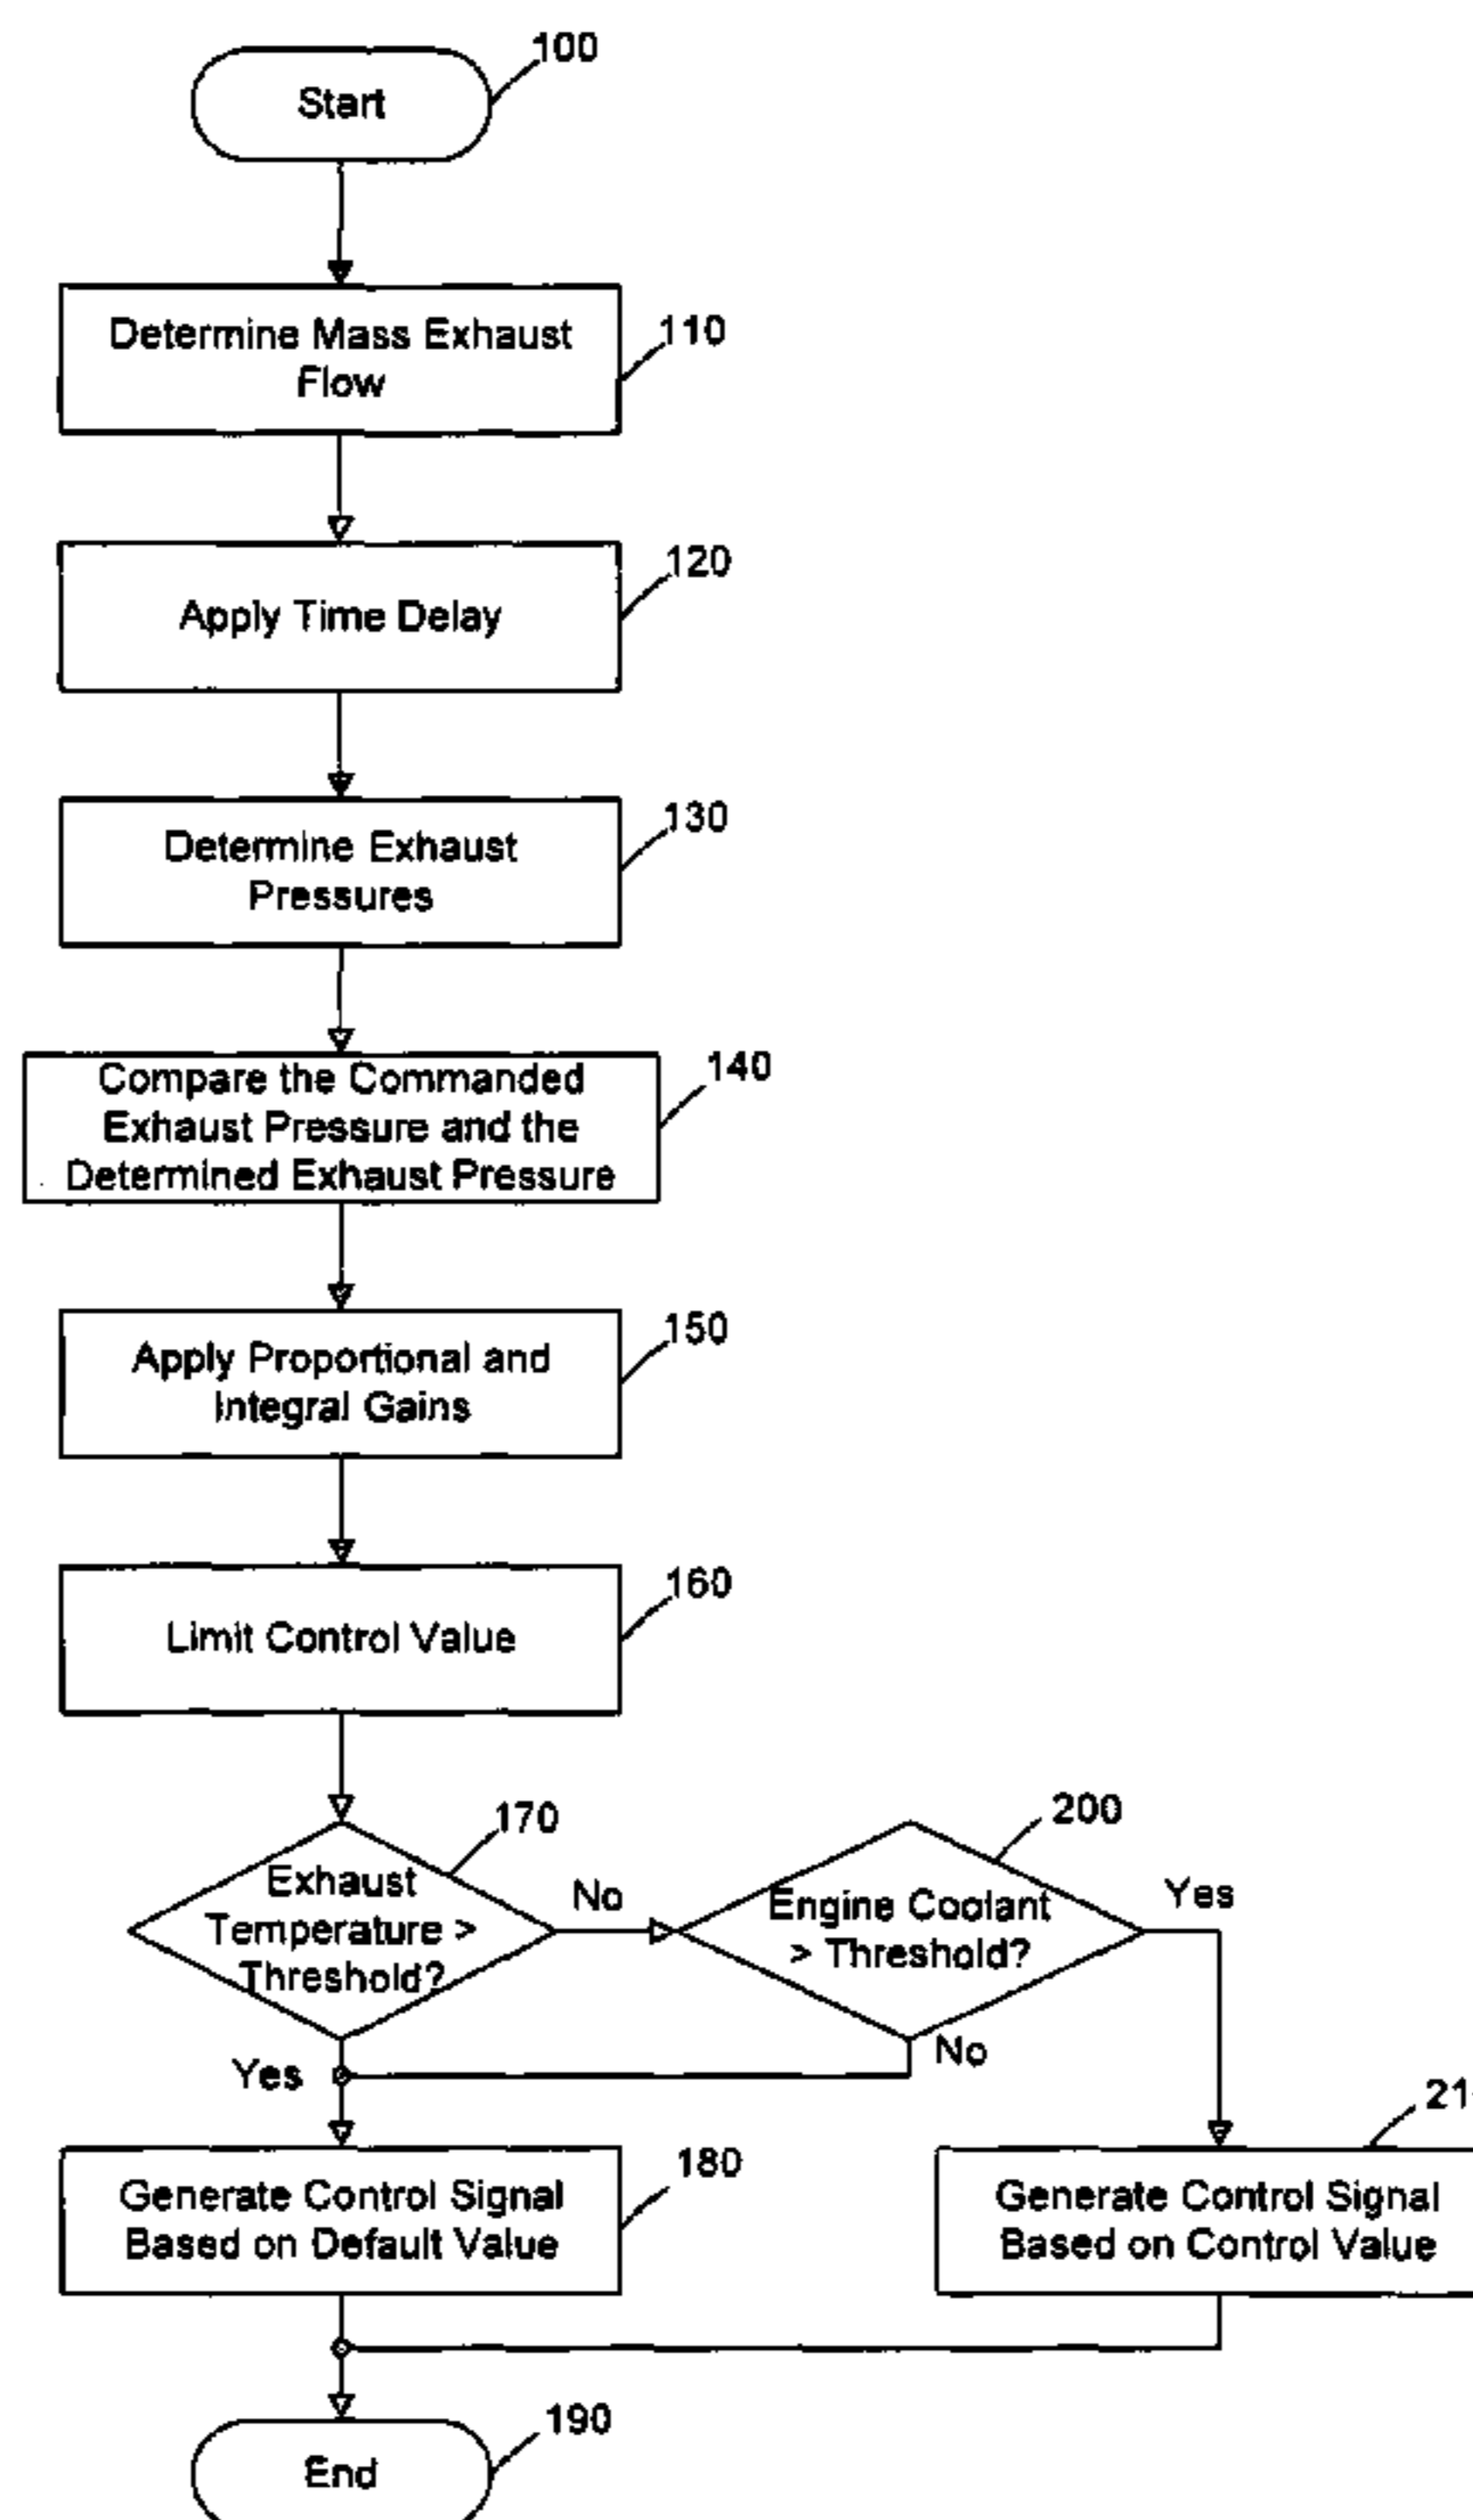 100
Start
Determine Mass Exhaust
Flow
110
Apply Time Delay
120
Determine Exhaust
Pressures
130
Compare the Commanded
Exhaust Pressure and the
Determined Exhaust Pressure
140
Apply Proportional and
Integral Gains
150
Limit Control Value
160
Exhaust
Temperature >
Threshold?
170
No
Yes
Engine Coolant
> Threshold?
200
Yes
No
Generate Control Signal
Based on Default Value
180
Generate Control Signal
Based on Control Value
End
190